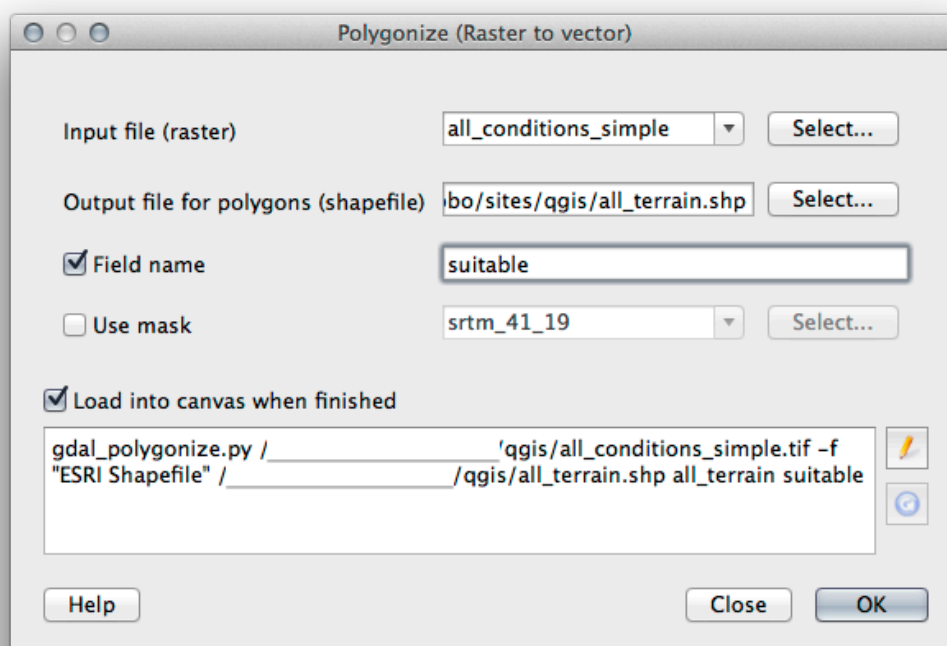 Polygonize (Raster to vector)
Input file (raster) all_conditions_simple Select...
Output file for polygons (shapefile) bo/sites/qgis/all_terrain.shp Select...
Field name suitable
Use mask srtm_41_19 Select...
Load into canvas when finished
gdal_polygonize.py /____________________/qgis/all_conditions_simple.tif -f
"ESRI Shapefile" /____________________/qgis/all_terrain.shp all_terrain suitable
Help Close OK